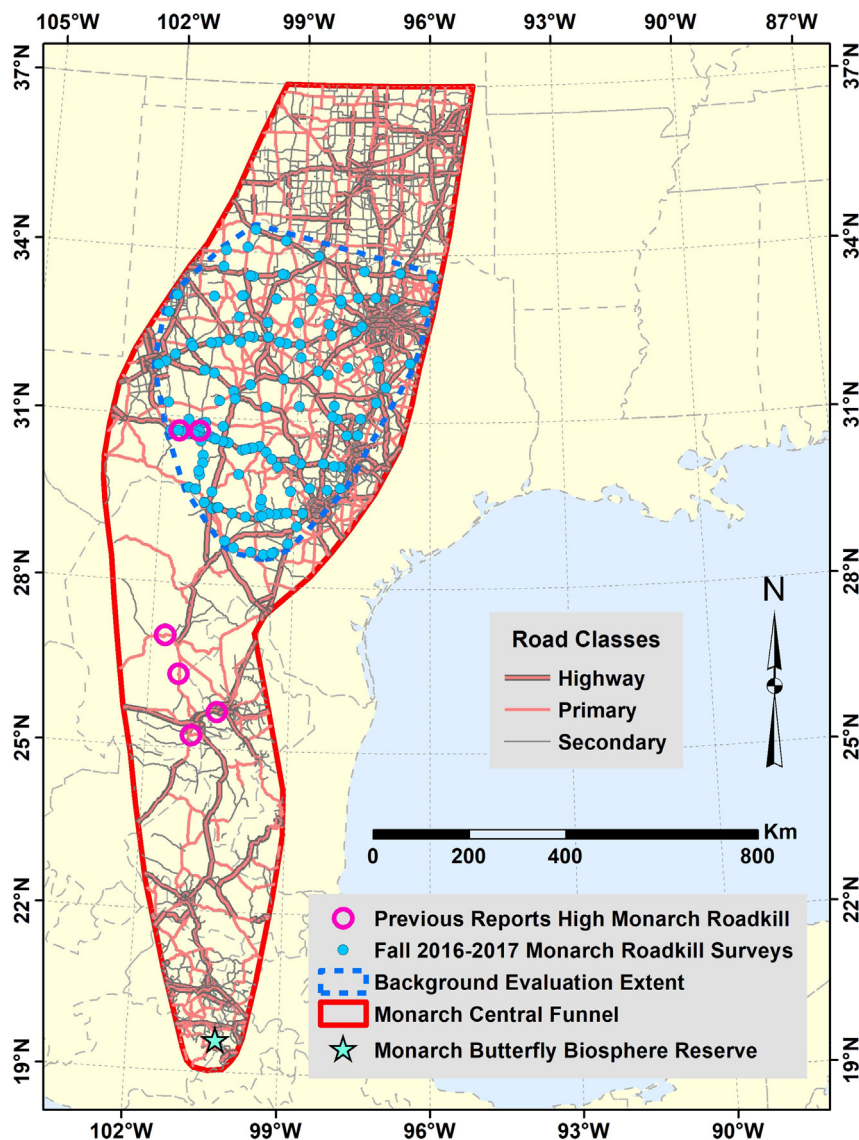 105°W 102°W 99°W 96°W 93°W 90°W 87°W
37°N 37°N
34°N 34°N
31°N 31°N
28°N 28°N
N
Road Classes
Highway
Primary
Secondary
25°N 25°N
Km
0 200 400 800
22°N 22°N
Previous Reports High Monarch Roadkill
Fall 2016-2017 Monarch Roadkill Surveys
Background Evaluation Extent
Monarch Central Funnel
Monarch Butterfly Biosphere Reserve
19°N 19°N
102°W 99°W 96°W 93°W 90°W